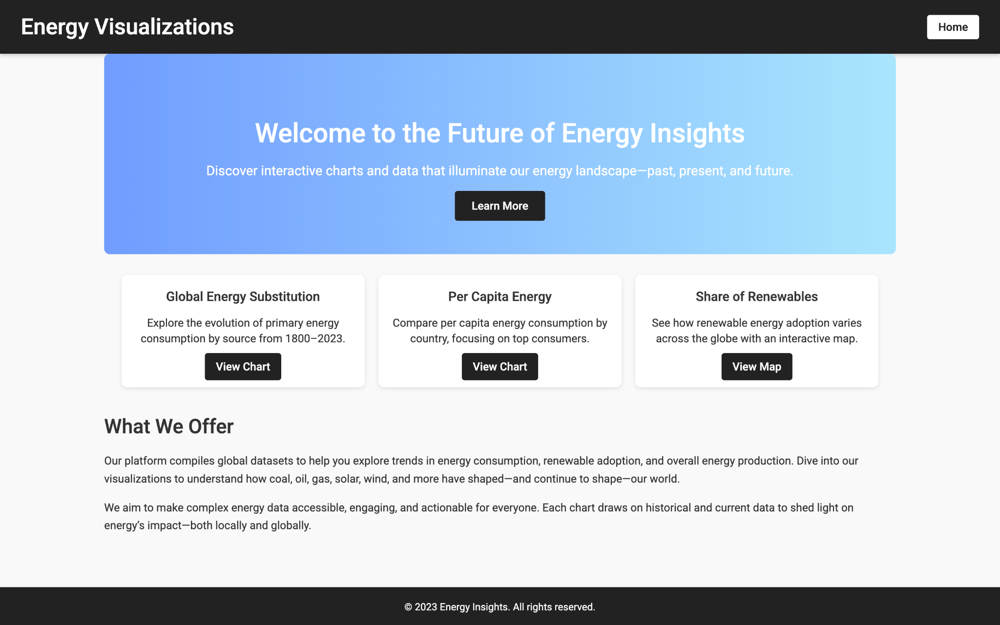 Energy Visualizations
Home
Welcome to the Future of Energy Insights
Discover interactive charts and data that illuminate our energy landscape—past, present, and future.
Learn More
Global Energy Substitution
Explore the evolution of primary energy
consumption by source from 1800–2023.
View Chart
Per Capita Energy
Compare per capita energy consumption by
country, focusing on top consumers.
View Chart
Share of Renewables
See how renewable energy adoption varies
across the globe with an interactive map.
View Map
What We Offer
Our platform compiles global datasets to help you explore trends in energy consumption, renewable adoption, and overall energy production. Dive into our
visualizations to understand how coal, oil, gas, solar, wind, and more have shaped—and continue to shape—our world.
We aim to make complex energy data accessible, engaging, and actionable for everyone. Each chart draws on historical and current data to shed light on
energy’s impact—both locally and globally.
© 2023 Energy Insights. All rights reserved.